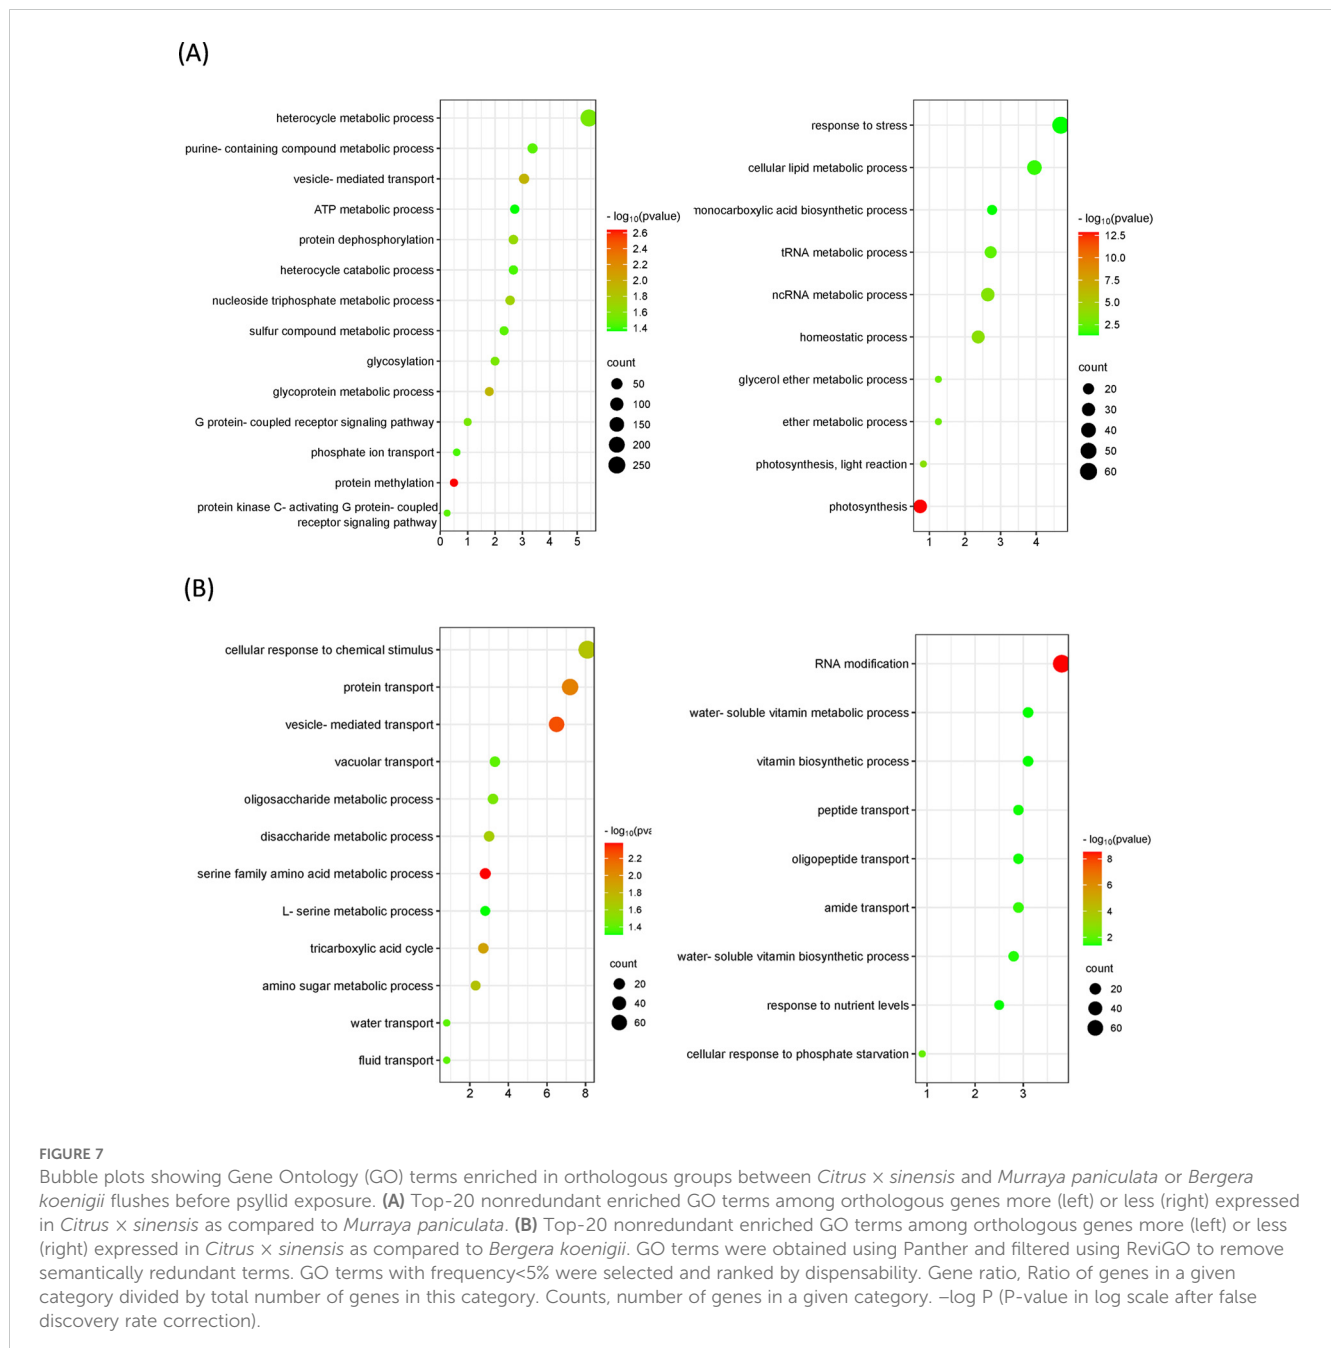 (A)
heterocycle metabolic process
purine- containing compound metabolic process
vesicle- mediated transport
ATP metabolic process
protein dephosphorylation
heterocycle catabolic process
nucleoside triphosphate metabolic process
sulfur compound metabolic process
glycosylation
glycoprotein metabolic process
G protein- coupled receptor signaling pathway
phosphate ion transport
protein methylation
protein kinase C- activating G protein- coupled
receptor signaling pathway
0 1 2 3 4 5
- log10(pvalue)
2.6
2.4
2.2
2.0
1.8
1.6
1.4
count
50
100
150
200
250
response to stress
cellular lipid metabolic process
monocarboxylic acid biosynthetic process
tRNA metabolic process
ncRNA metabolic process
homeostatic process
glycerol ether metabolic process
ether metabolic process
photosynthesis, light reaction
photosynthesis
1 2 3 4
- log10(pvalue)
12.5
10.0
7.5
5.0
2.5
count
20
30
40
50
60
(B)
cellular response to chemical stimulus
protein transport
vesicle- mediated transport
vacuolar transport
oligosaccharide metabolic process
disaccharide metabolic process
serine family amino acid metabolic process
L- serine metabolic process
tricarboxylic acid cycle
amino sugar metabolic process
water transport
fluid transport
2 4 6 8
- log10(pva
2.2
2.0
1.8
1.6
1.4
count
20
40
60
RNA modification
water- soluble vitamin metabolic process
vitamin biosynthetic process
peptide transport
oligopeptide transport
amide transport
water- soluble vitamin biosynthetic process
response to nutrient levels
cellular response to phosphate starvation
1 2 3
- log10(pvalue)
8
6
4
2
count
20
40
60
FIGURE 7
Bubble plots showing Gene Ontology (GO) terms enriched in orthologous groups between Citrus × sinensis and Murraya paniculata or Bergera
koenigii flushes before psyllid exposure. (A) Top-20 nonredundant enriched GO terms among orthologous genes more (left) or less (right) expressed
in Citrus × sinensis as compared to Murraya paniculata. (B) Top-20 nonredundant enriched GO terms among orthologous genes more (left) or less
(right) expressed in Citrus × sinensis as compared to Bergera koenigii. GO terms were obtained using Panther and filtered using ReviGO to remove
semantically redundant terms. GO terms with frequency<5% were selected and ranked by dispensability. Gene ratio, Ratio of genes in a given
category divided by total number of genes in this category. Counts, number of genes in a given category. –log P (P-value in log scale after false
discovery rate correction).